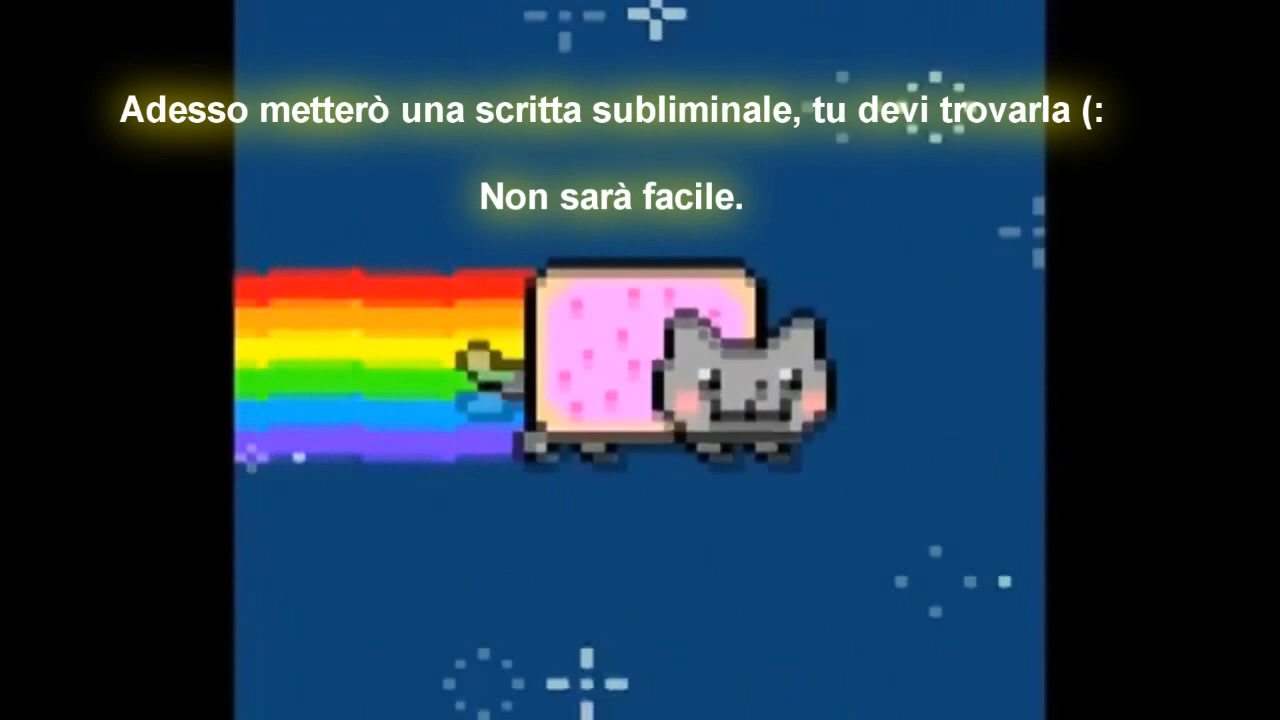 Adesso metterò una scritta subliminale, tu devi trovarla (:
Non sarà facile.